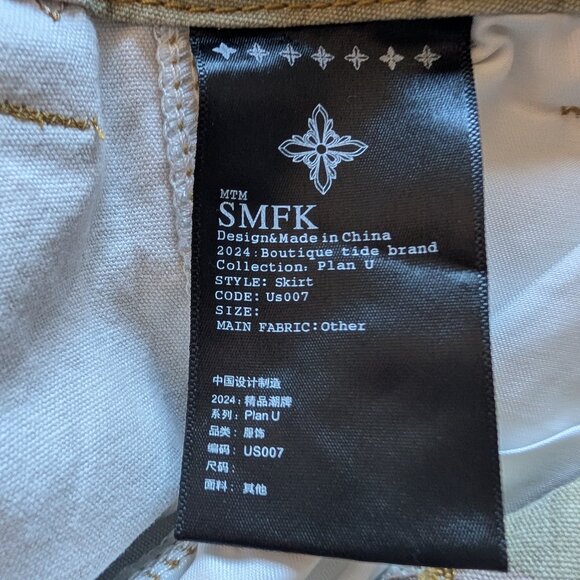 MTM
SMFK
Design&Made in China
2024:Boutique tide brand
Collection: Plan U
STYLE: Skirt
CODE: Us007
SIZE:
MAIN FABRIC:Other
中国设计制造
2024:精品潮牌
系列:Plan U
品类:服饰
编码:US007
尺码:
面料:其他